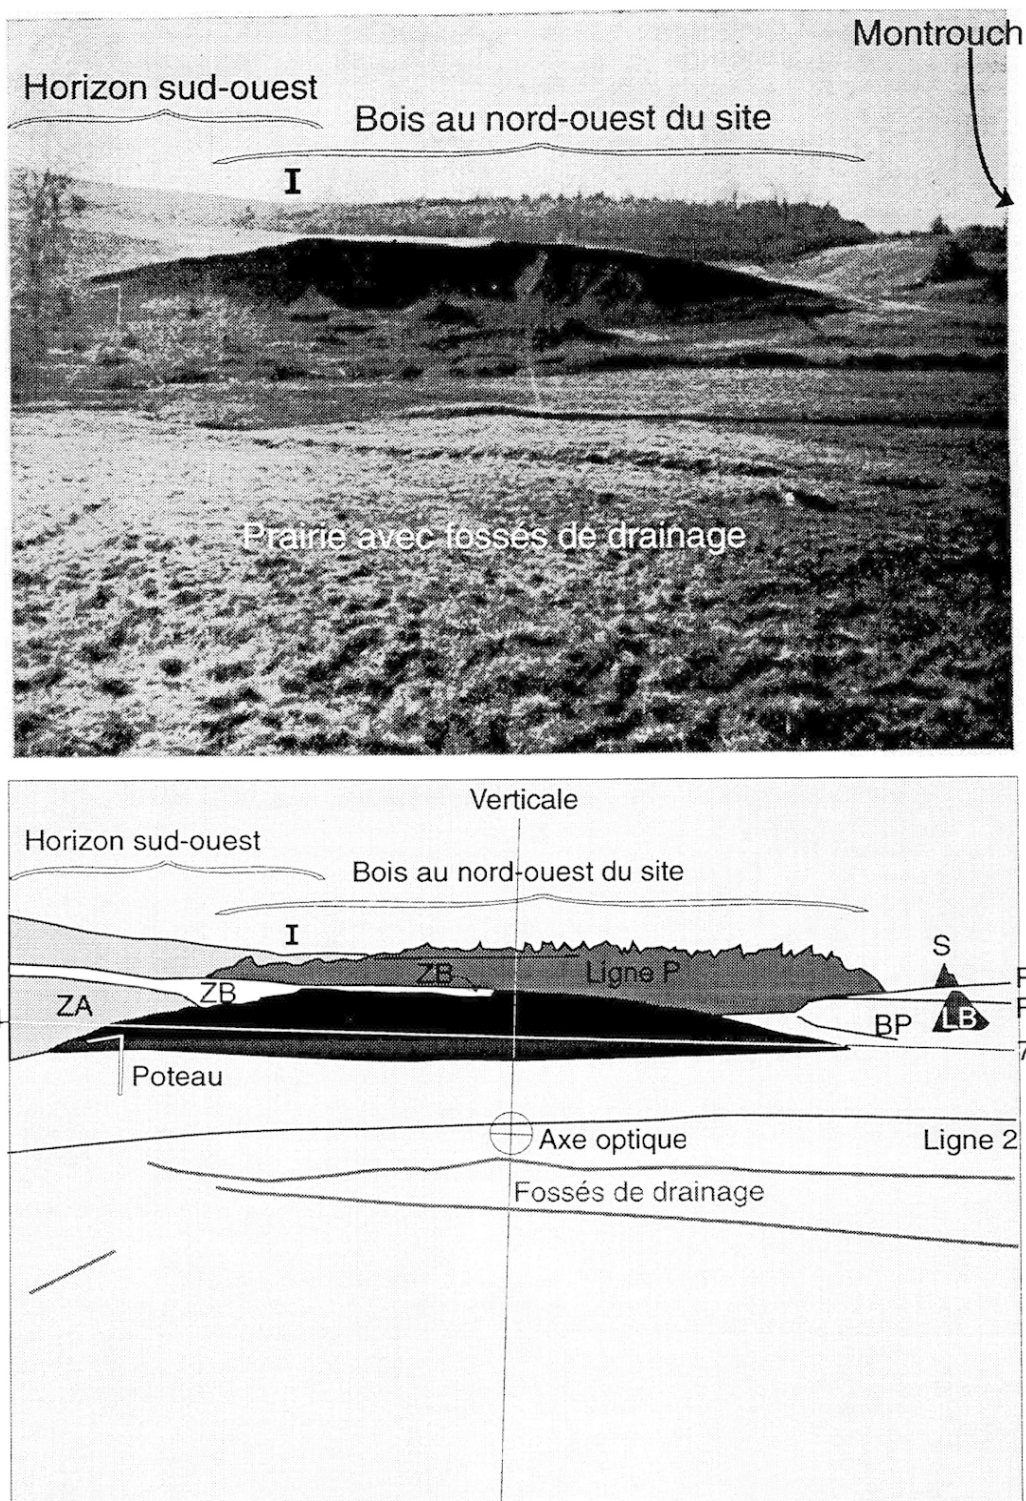 Montrouch
Horizon sud-ouest
Bois au nord-ouest du site
I
Prairie avec fossés de drainage
Verticale
Horizon sud-ouest
Bois au nord-ouest du site
I
S
ZB
ZB
Ligne P
ZA
BP
LB
Poteau
Axe optique
Ligne 2
Fossés de drainage